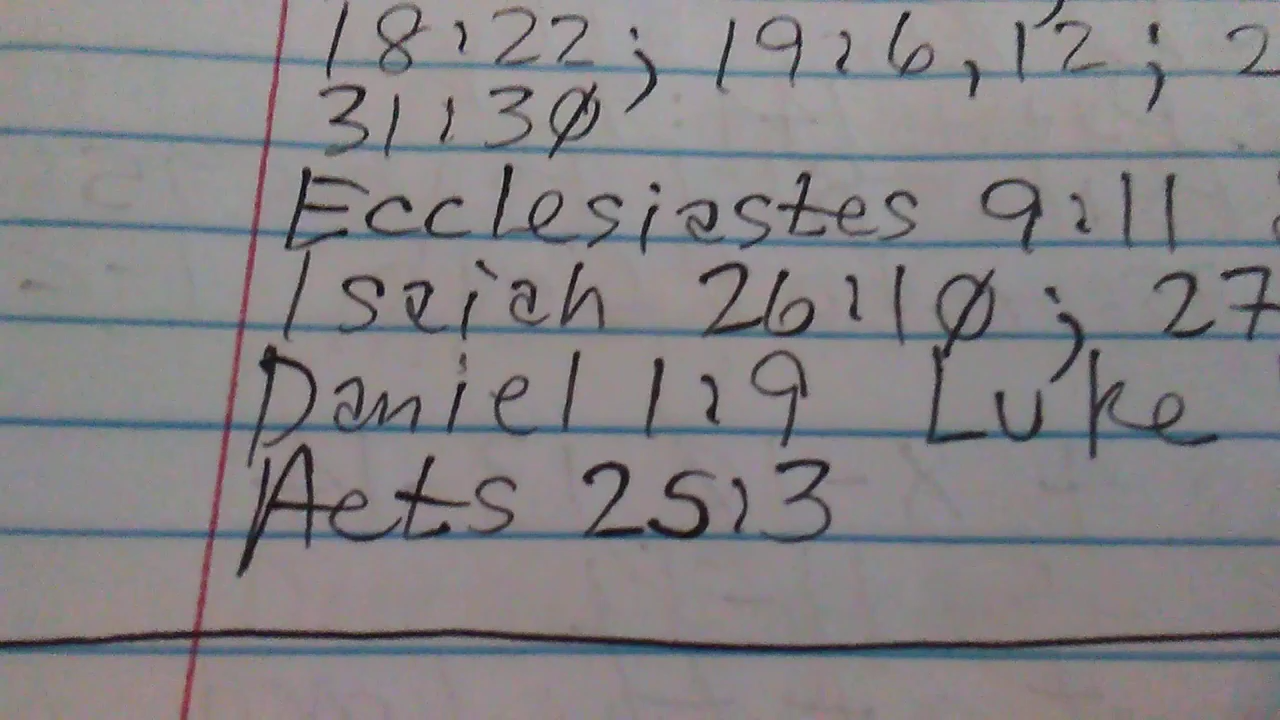 18:22; 19:6,12; 2
31:30
Ecclesiastes 9:11
Isaiah 26:10; 27
Daniel 1:9 Luke
Acts 25:3